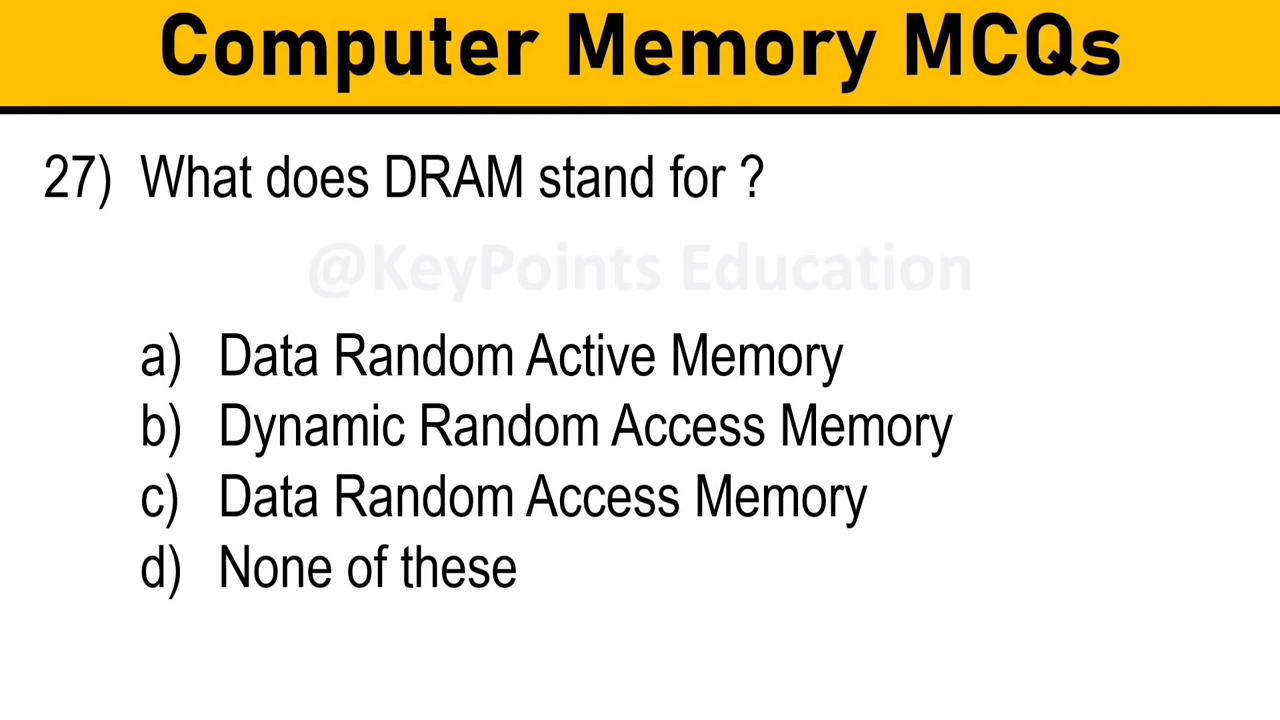 Computer Memory MCQs
27) What does DRAM stand for ?
@KeyPoints Education
a) Data Random Active Memory
b) Dynamic Random Access Memory
c) Data Random Access Memory
d) None of these